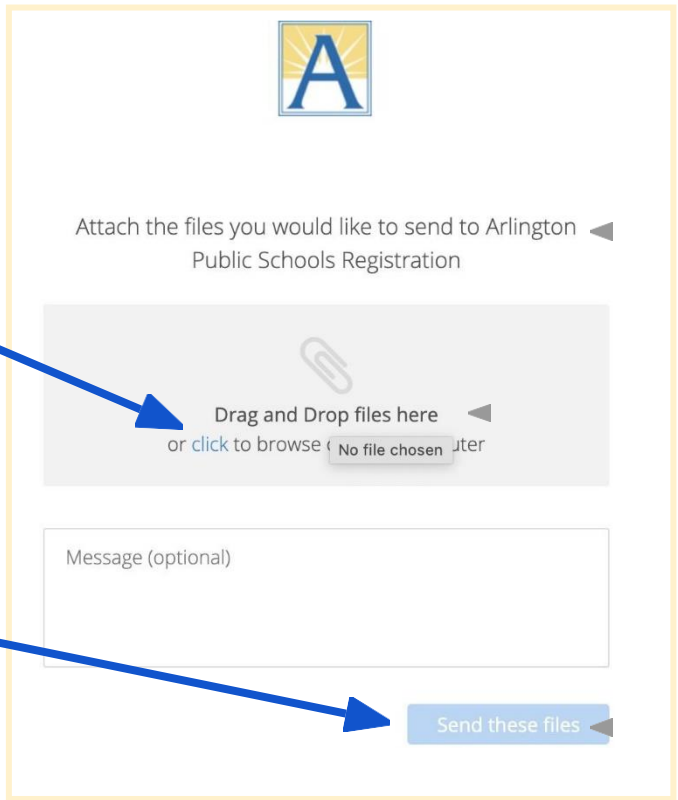 A
Attach the files you would like to send to Arlington
Public Schools Registration
Drag and Drop files here
or click to browse uter
No file chosen
Message (optional)
Send these files